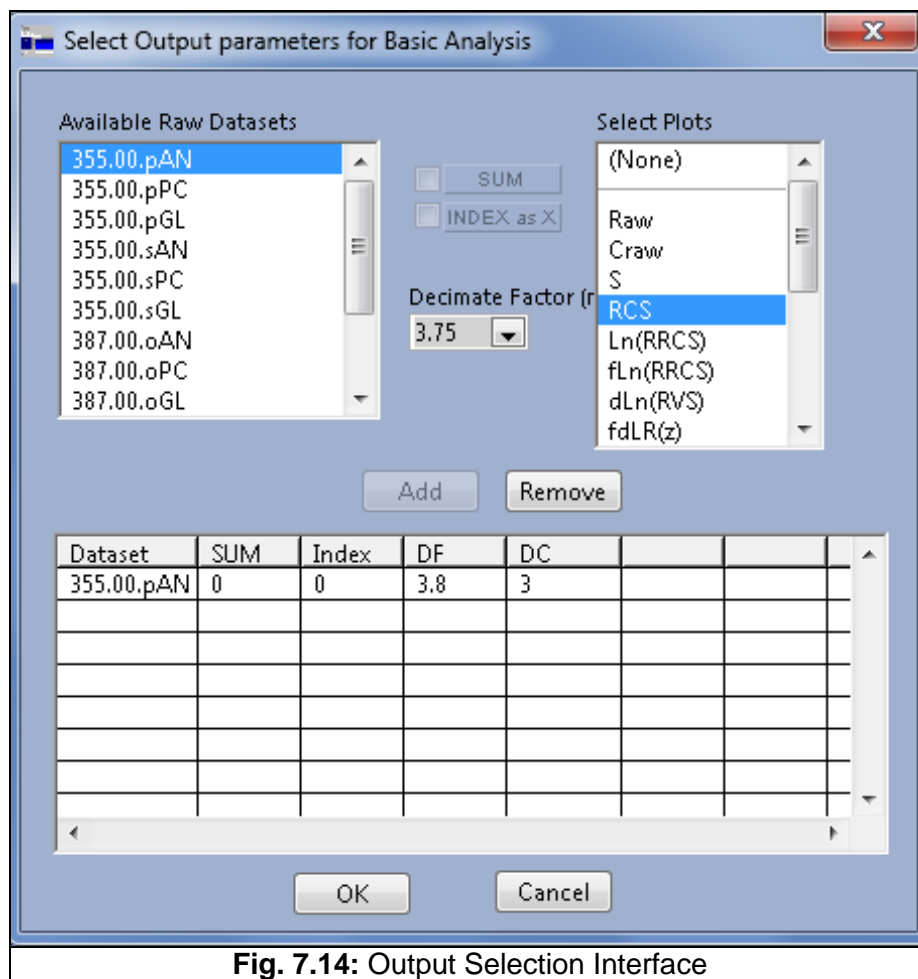 Select Output parameters for Basic Analysis
Available Raw Datasets
355.00.pAN
355.00.pPC
355.00.pGL
355.00.sAN
355.00.sPC
355.00.sGL
387.00.oAN
387.00.oPC
387.00.oGL
SUM
INDEX as X
Decimate Factor (r
3.75
Select Plots
(None)
Raw
Craw
S
RCS
Ln(RRCS)
fLn(RRCS)
dLn(RVS)
fdLR(z)
Add Remove
Dataset SUM Index DF DC
355.00.pAN 0 0 3.8 3
OK Cancel
Fig. 7.14: Output Selection Interface